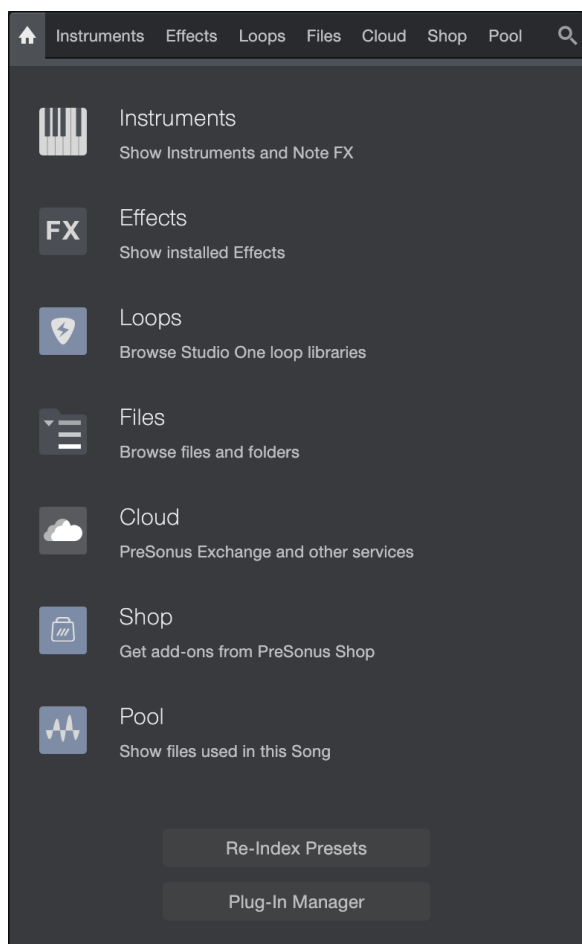 Instruments Effects Loops Files Cloud Shop Pool
Instruments
Show Instruments and Note FX
FX
Effects
Show installed Effects
Loops
Browse Studio One loop libraries
Files
Browse files and folders
Cloud
PreSonus Exchange and other services
Shop
Get add-ons from PreSonus Shop
Pool
Show files used in this Song
Re-Index Presets
Plug-In Manager